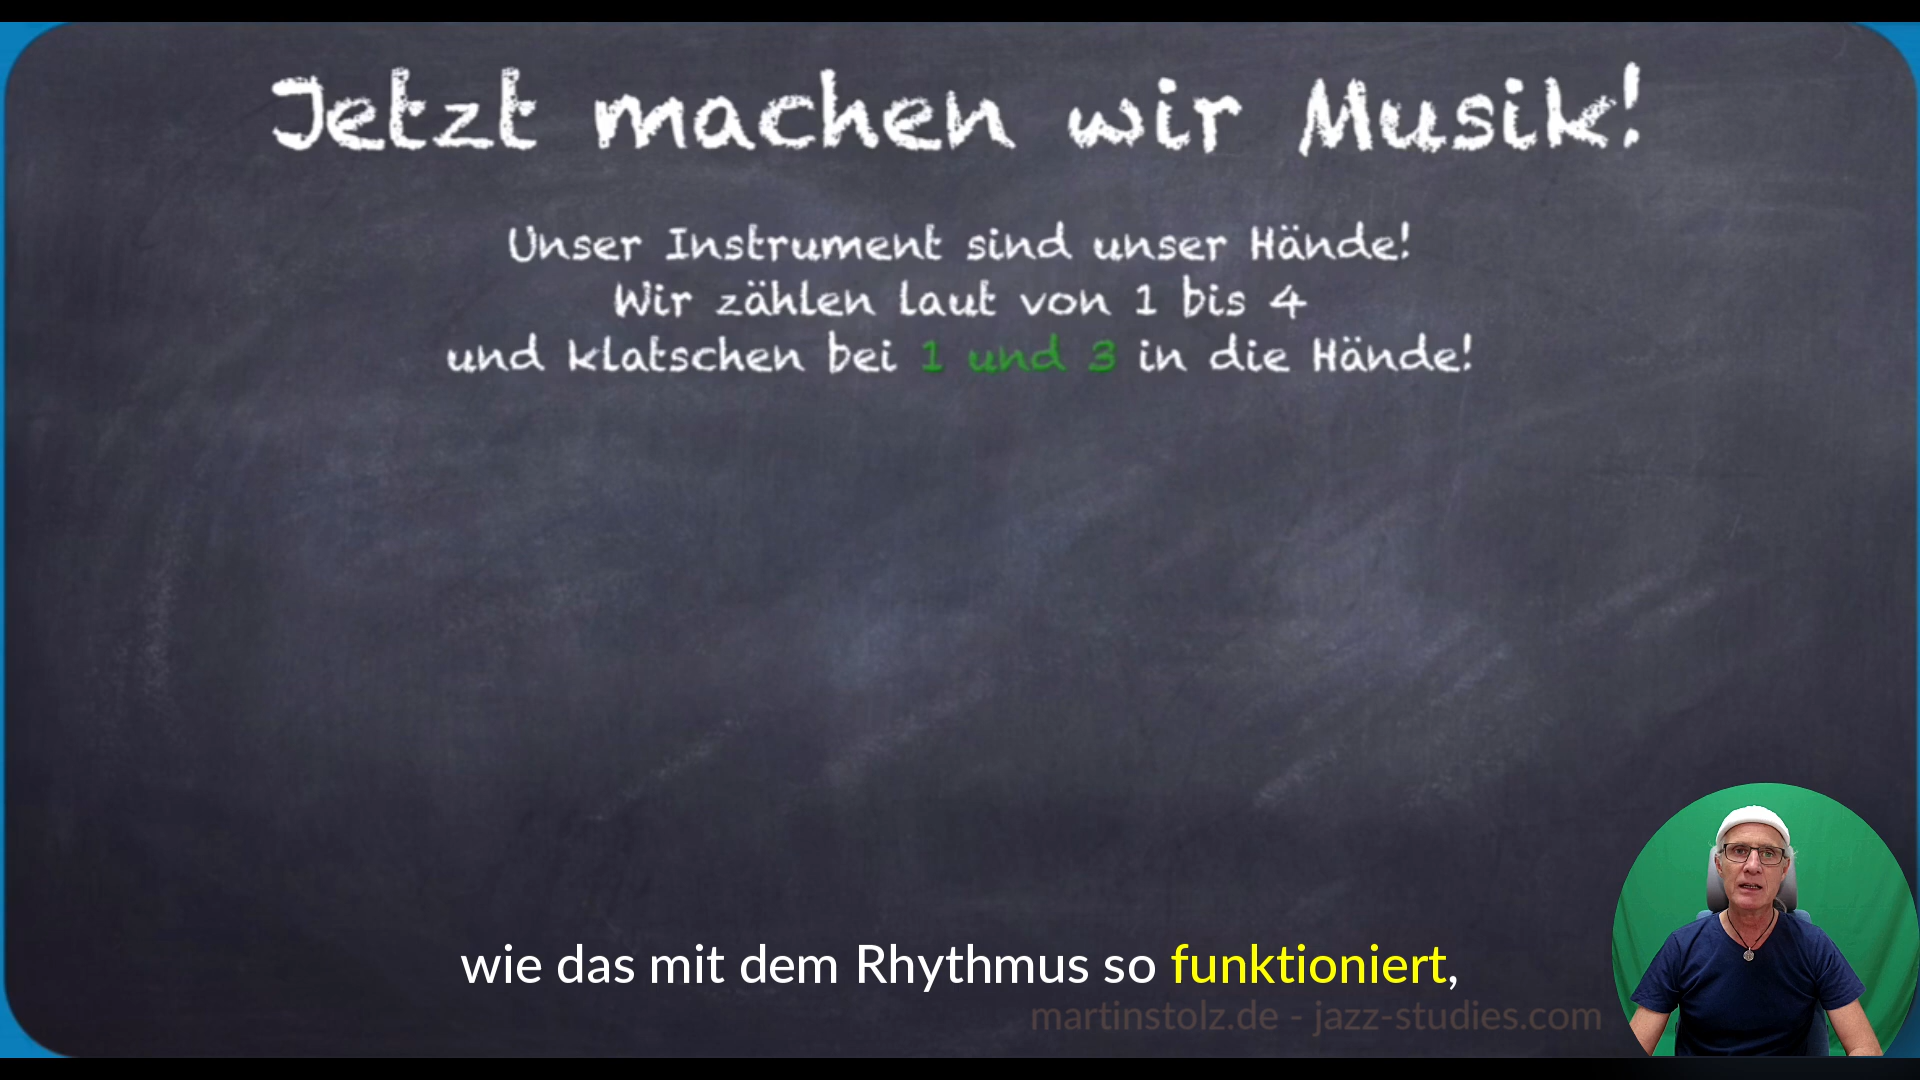 Jetzt machen wir Musik!
Unser Instrument sind unser Hände!
Wir zählen laut von 1 bis 4
und klatschen bei 1 und 3 in die Hände!
wie das mit dem Rhythmus so funktioniert,
martinstolz.de - jazz-studies.com